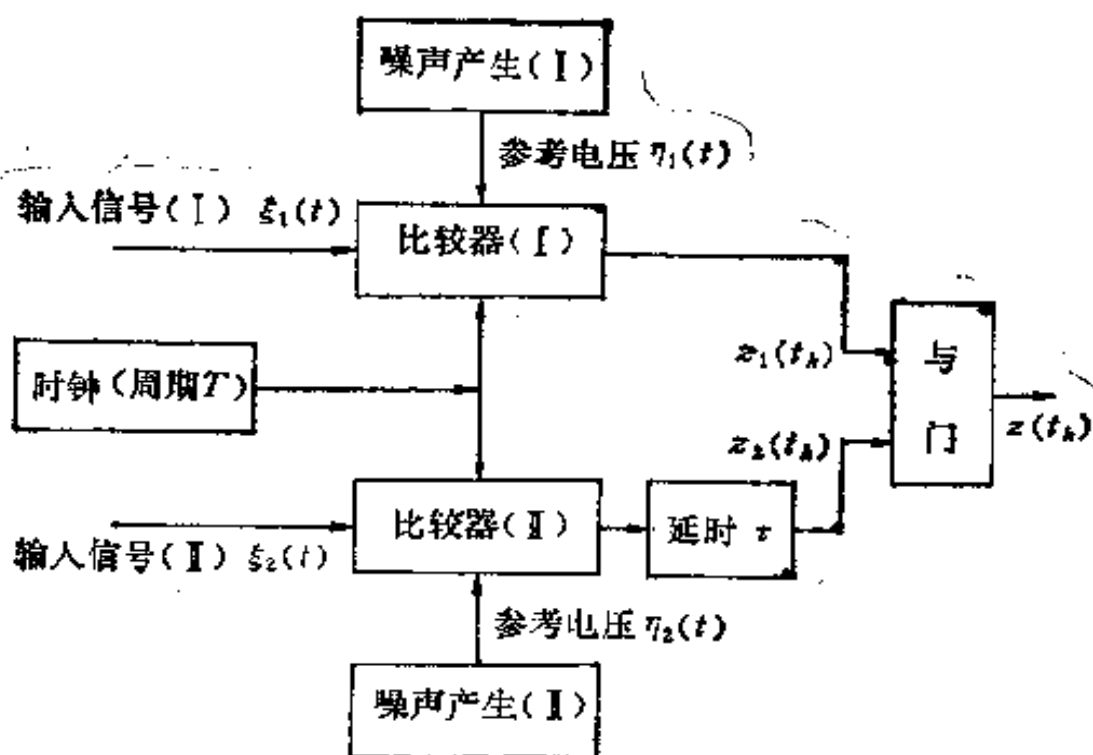 噪声产生(Ⅰ)
参考电压 η₁(t)
输入信号(Ⅰ) ξ₁(t)
比较器(Ⅰ)
时钟(周期T)
z₁(tₖ)
与门
z(tₖ)
z₂(tₖ)
比较器(Ⅱ)
延时 τ
输入信号(Ⅱ) ξ₂(t)
参考电压 η₂(t)
噪声产生(Ⅱ)